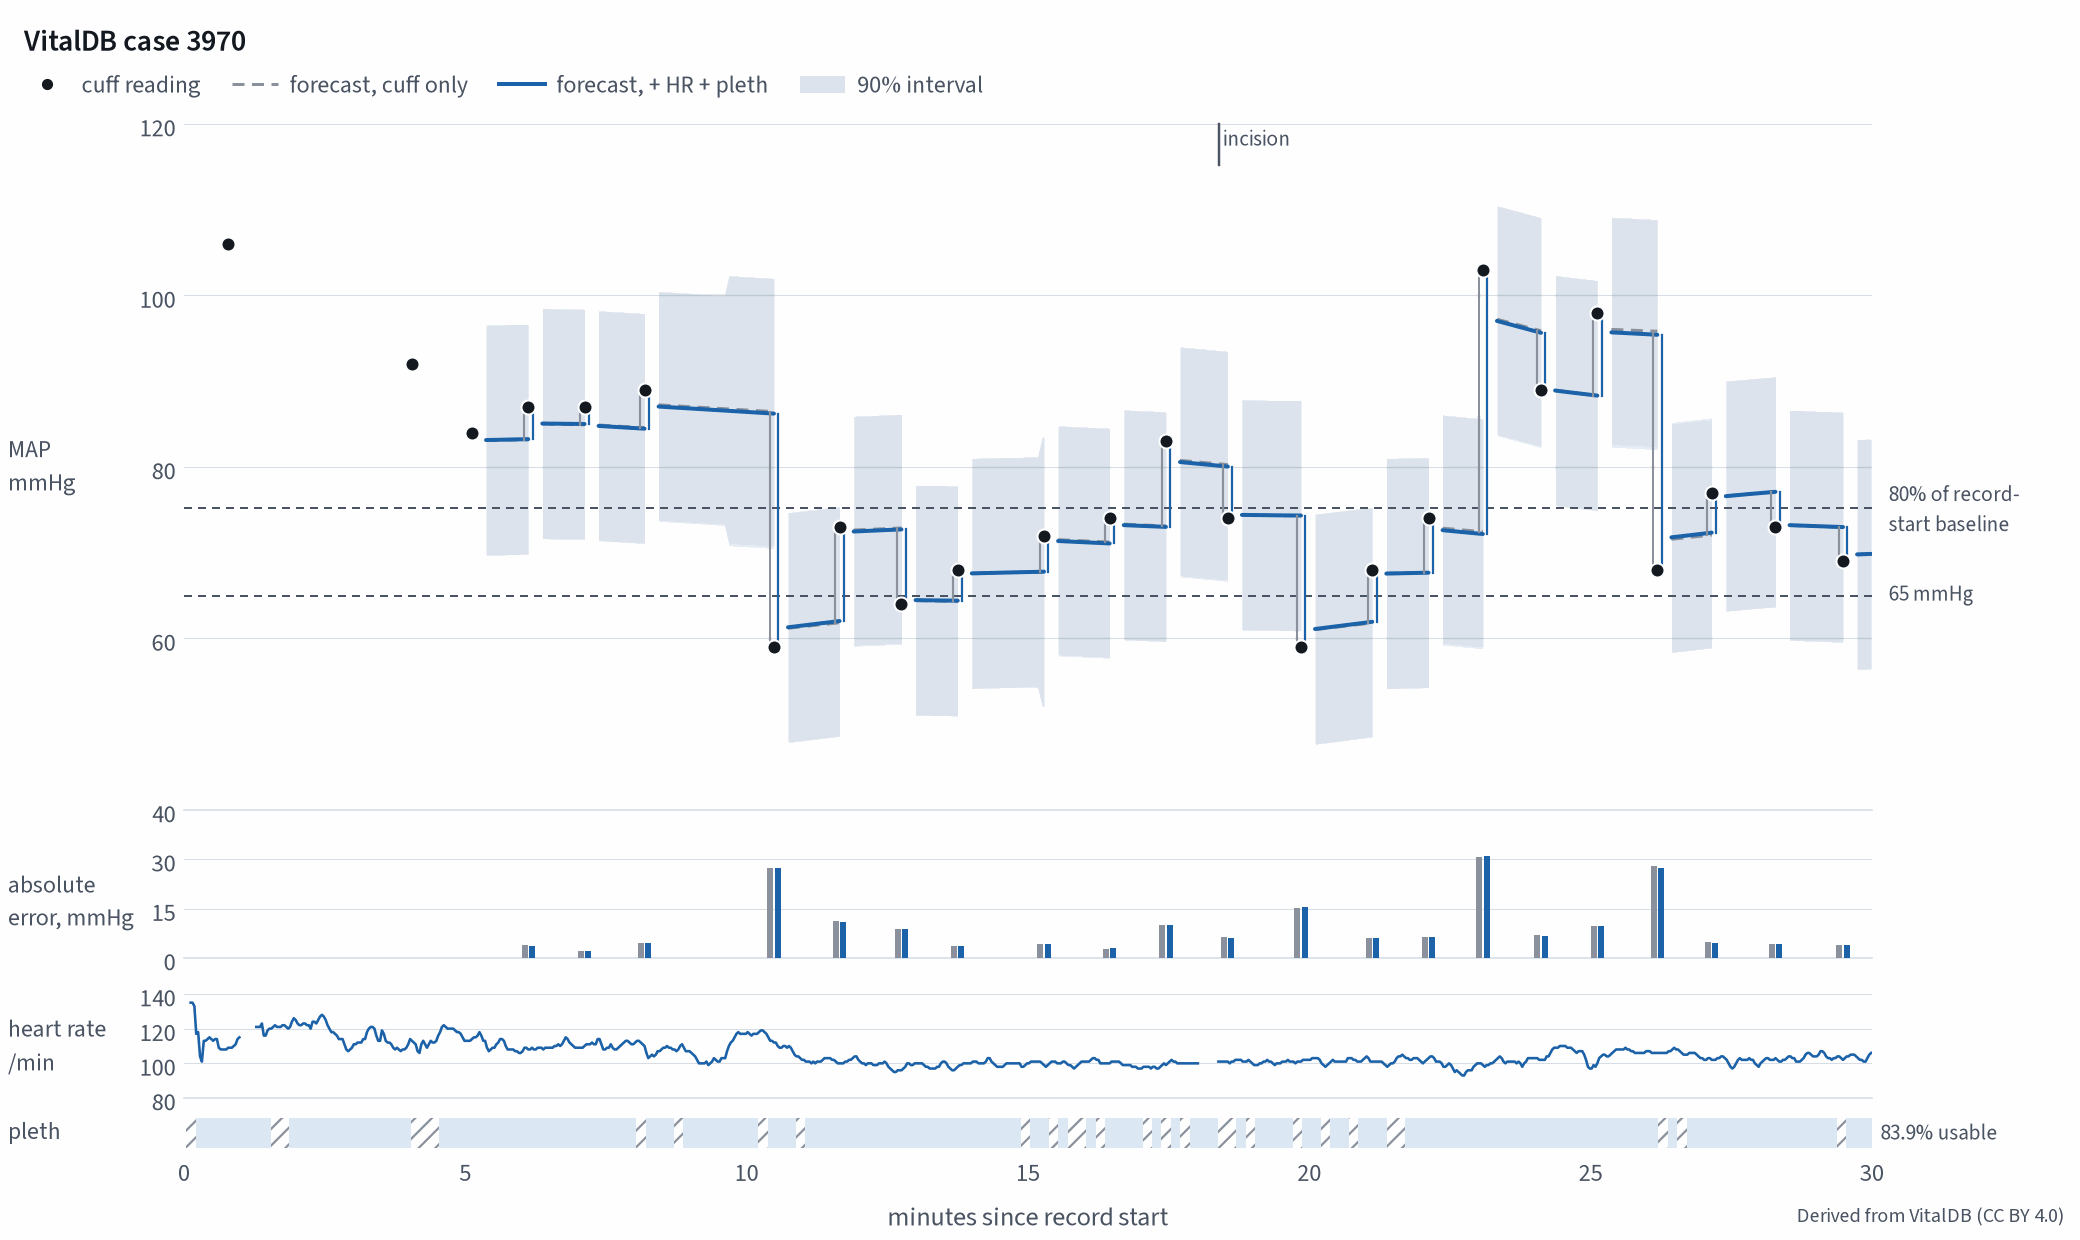 VitalDB case 3970
cuff reading
forecast, cuff only
forecast, + HR + pleth
90% interval
120
incision
100
MAP
mmHg
80
80% of record-
start baseline
65 mmHg
60
40
30
absolute
error, mmHg
15
0
140
heart rate
/min
120
100
80
pleth
83.9% usable
0
5
10
15
20
25
30
minutes since record start
Derived from VitalDB (CC BY 4.0)